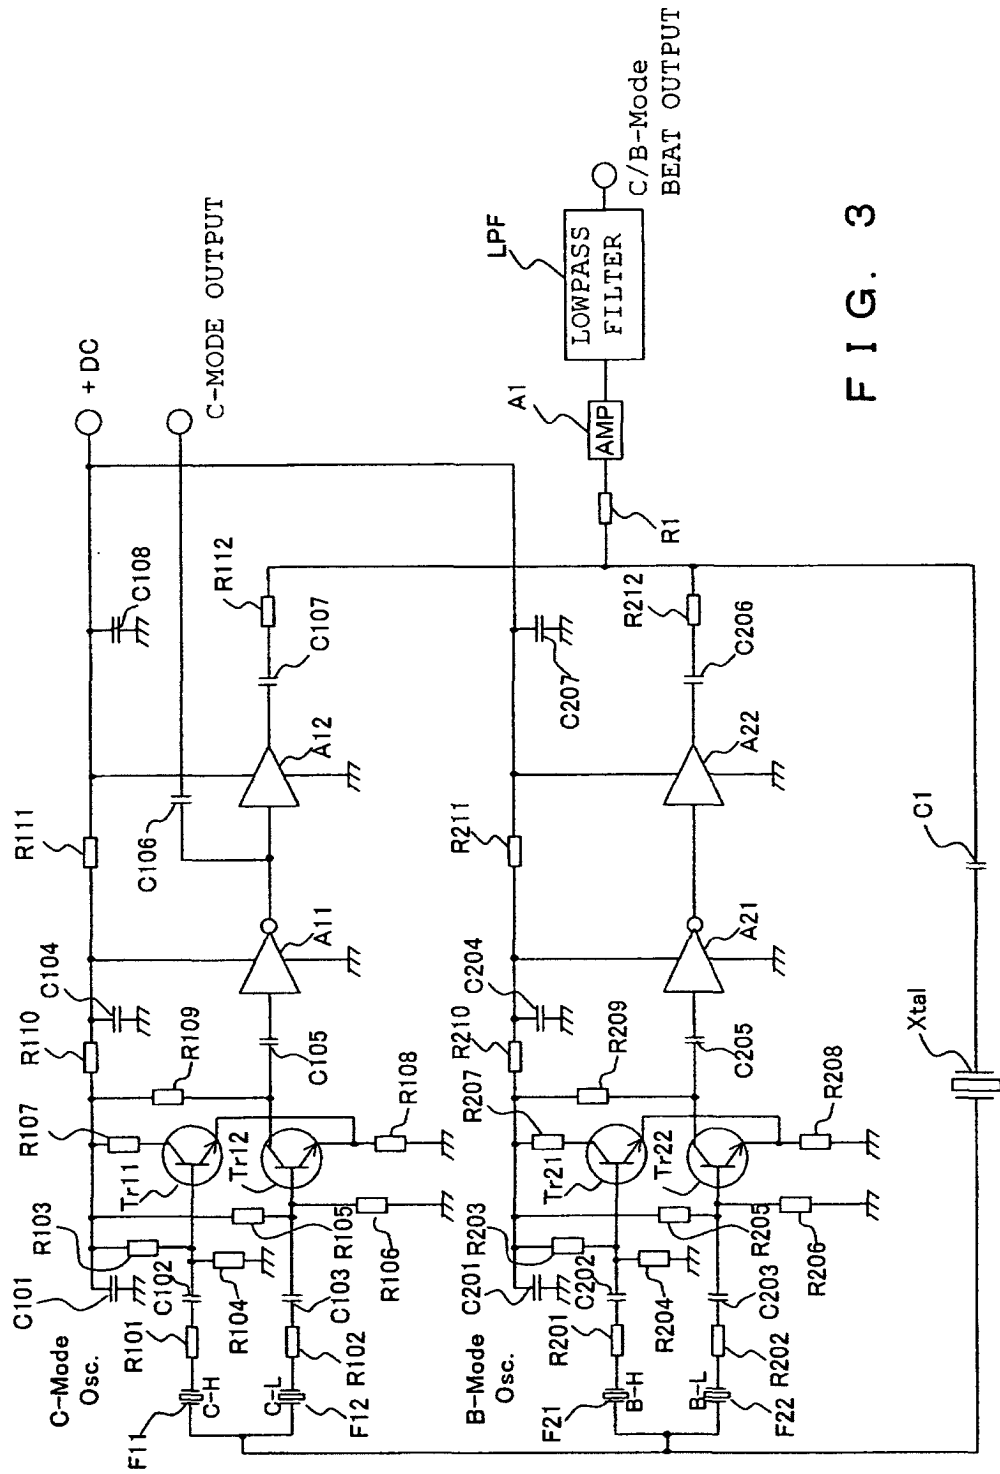 C-Mode
Osc.
F11
C-H
C-L
F12
R101
R102
C101
R103
C102
R104
C103
R105
R106
R107
Tr11
Tr12
R108
R109
R110
C104
C105
A11
R111
C106
A12
C107
R112
C108
+DC
C-MODE OUTPUT
B-Mode
Osc.
F21
B-H
B-L
F22
R201
R202
C201
R203
C202
R204
C203
R205
R206
R207
Tr21
Tr22
R208
R209
R210
C204
C205
A21
R211
A22
C206
R212
C207
Xtal
C1
R1
A1
AMP
LPF
LOWPASS
FILTER
C/B-Mode
BEAT OUTPUT
FIG. 3